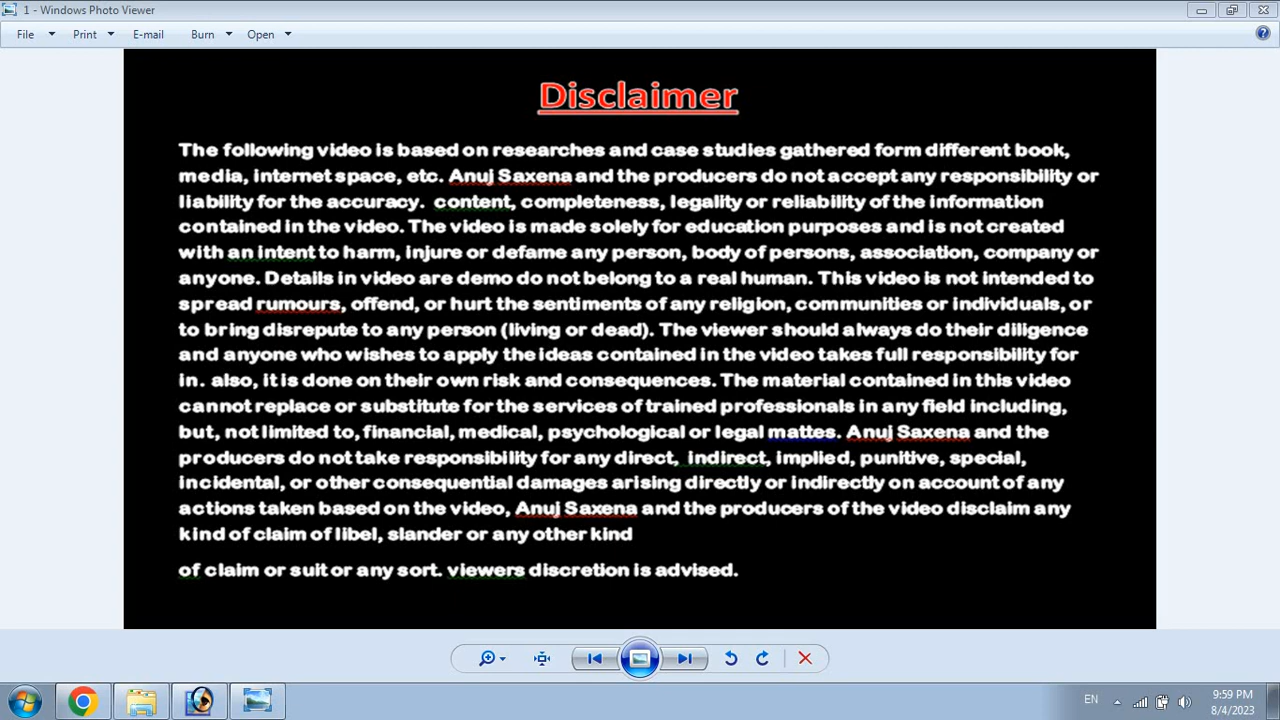 1 - Windows Photo Viewer
File Print E-mail Burn Open
Disclaimer
The following video is based on researches and case studies gathered form different book,
media, internet space, etc. Anuj Saxena and the producers do not accept any responsibility or
liability for the accuracy. content, completeness, legality or reliability of the information
contained in the video. The video is made solely for education purposes and is not created
with an intent to harm, injure or defame any person, body of persons, association, company or
anyone. Details in video are demo do not belong to a real human. This video is not intended to
spread rumours, offend, or hurt the sentiments of any religion, communities or individuals, or
to bring disrepute to any person (living or dead). The viewer should always do their diligence
and anyone who wishes to apply the ideas contained in the video takes full responsibility for
in. also, it is done on their own risk and consequences. The material contained in this video
cannot replace or substitute for the services of trained professionals in any field including,
but, not limited to, financial, medical, psychological or legal mattes. Anuj Saxena and the
producers do not take responsibility for any direct, indirect, implied, punitive, special,
incidental, or other consequential damages arising directly or indirectly on account of any
actions taken based on the video, Anuj Saxena and the producers of the video disclaim any
kind of claim of libel, slander or any other kind
of claim or suit or any sort. viewers discretion is advised.
EN
9:59 PM
8/4/2023